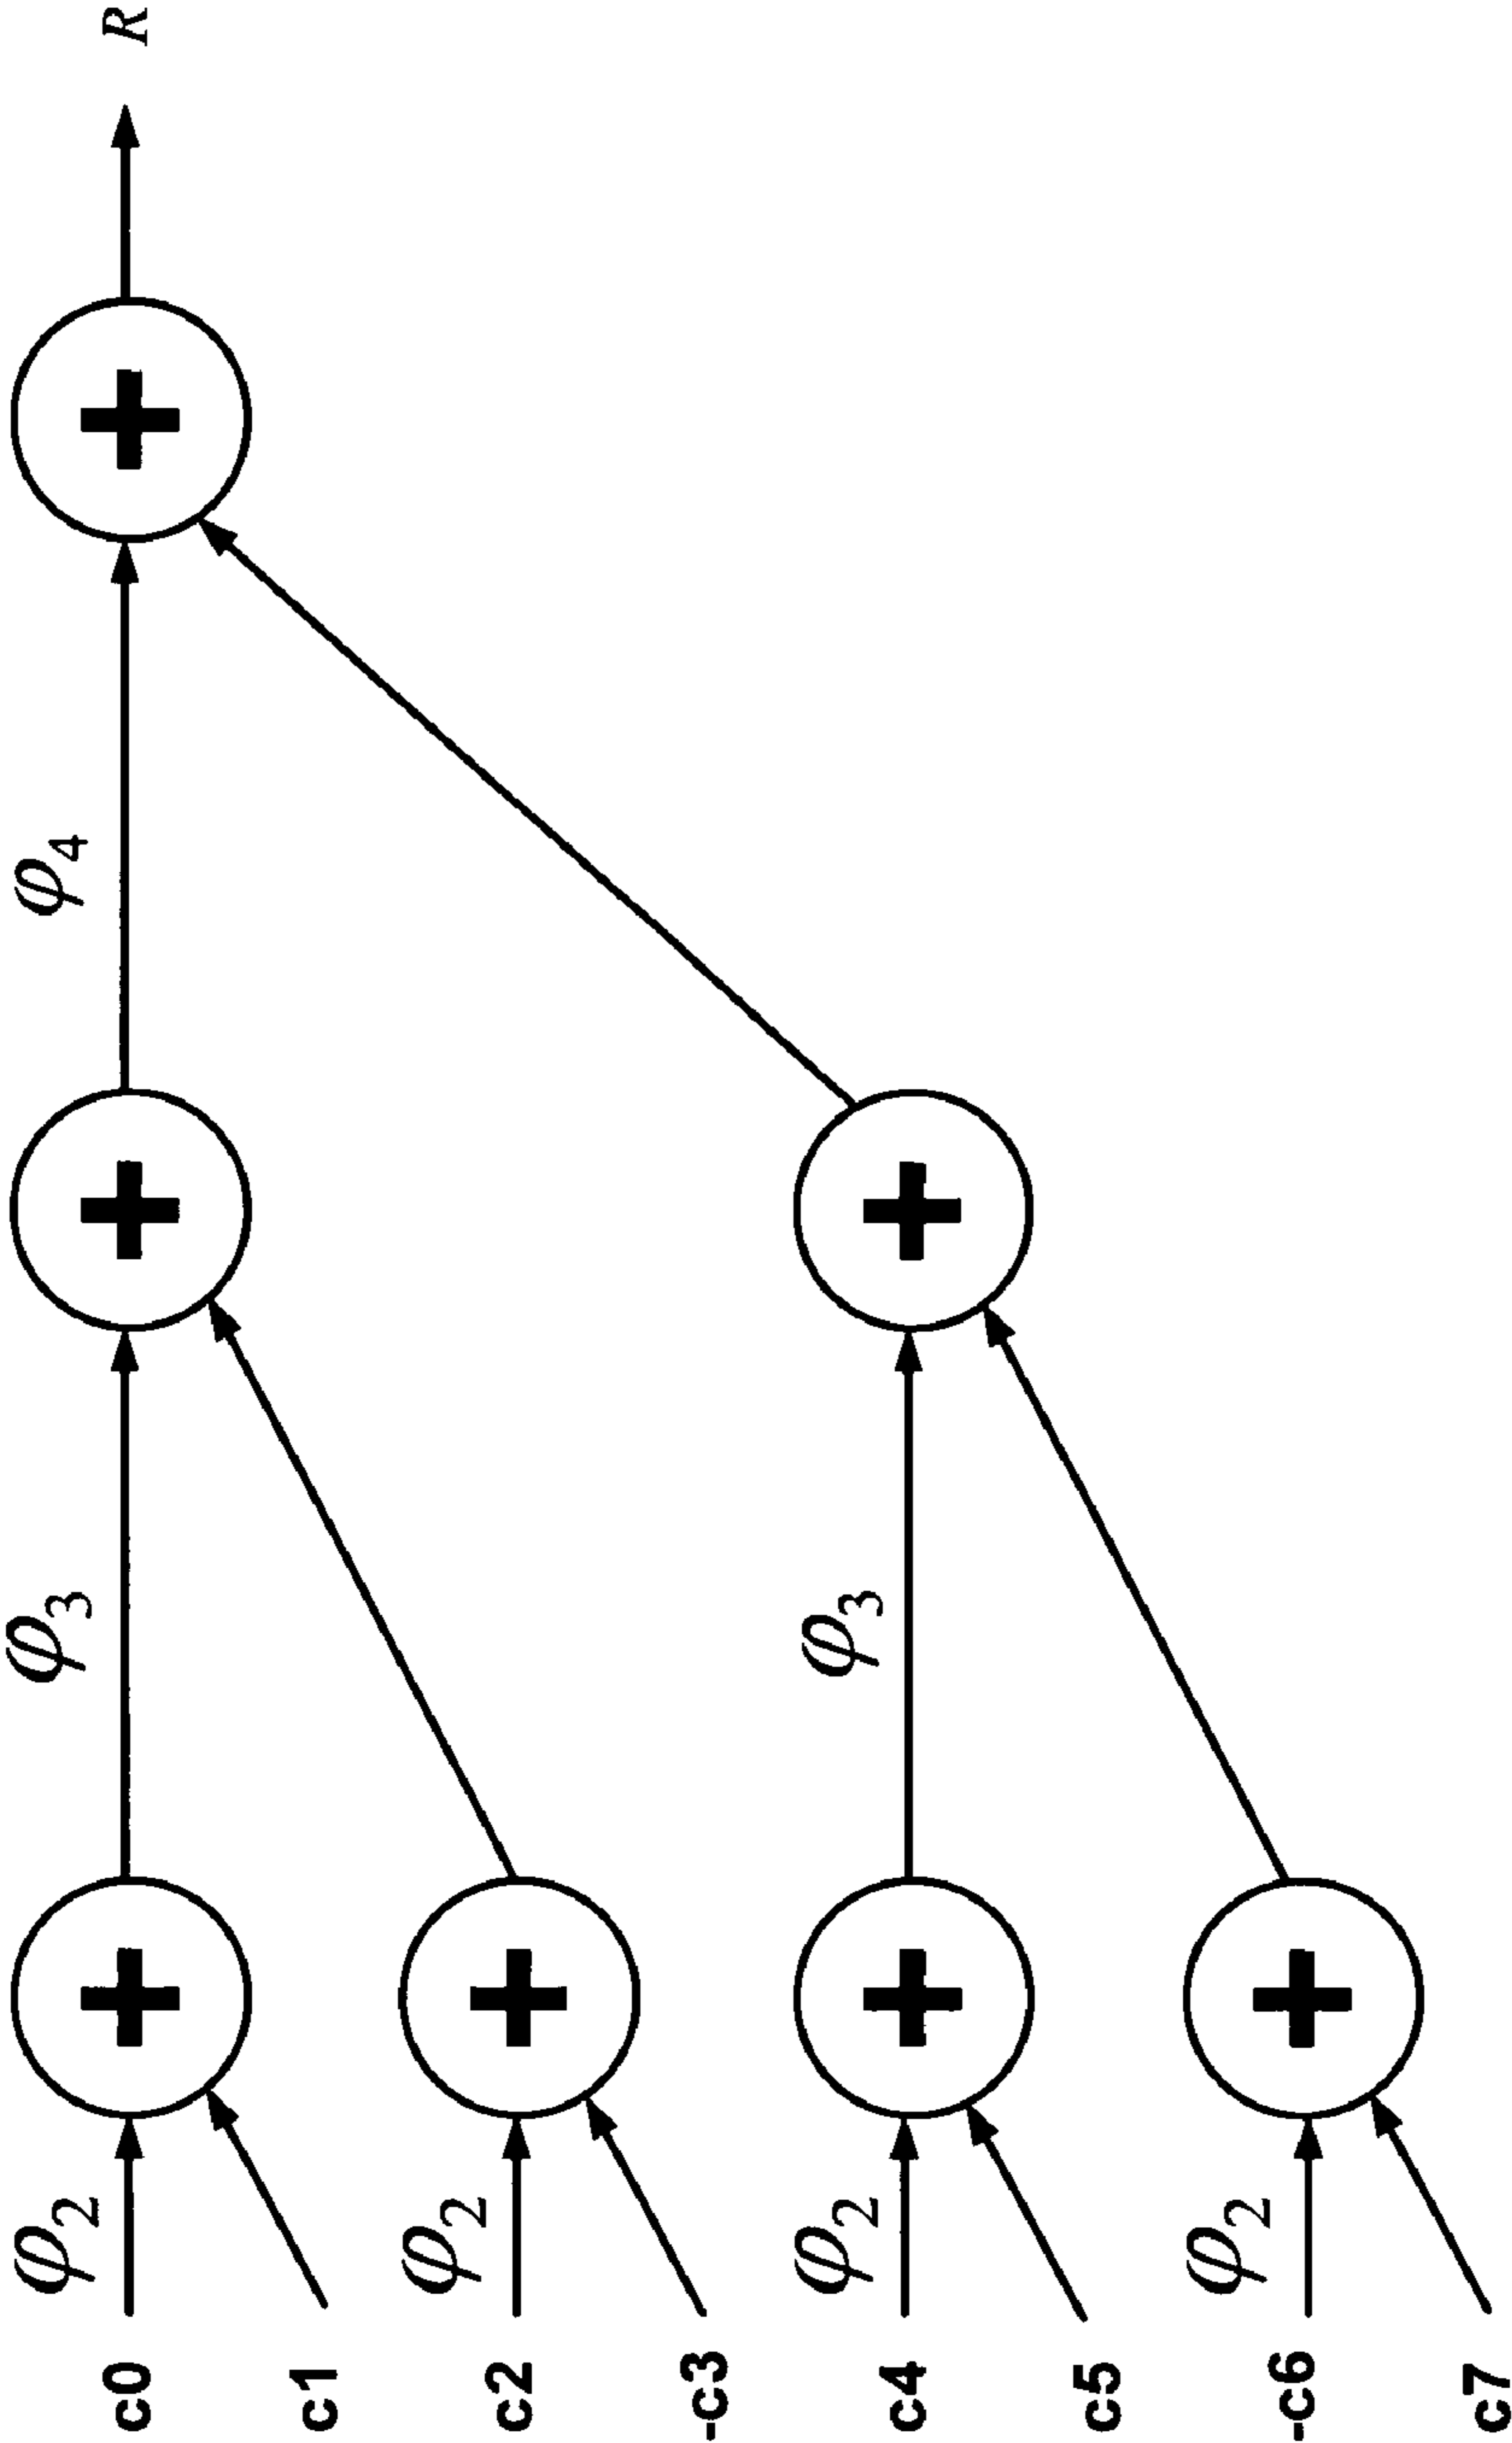 φ2 φ3 φ4
c0 + + + R
c1
φ2
c2 +
-c3
φ2 φ3
c4 + +
c5
φ2
-c6 +
c7